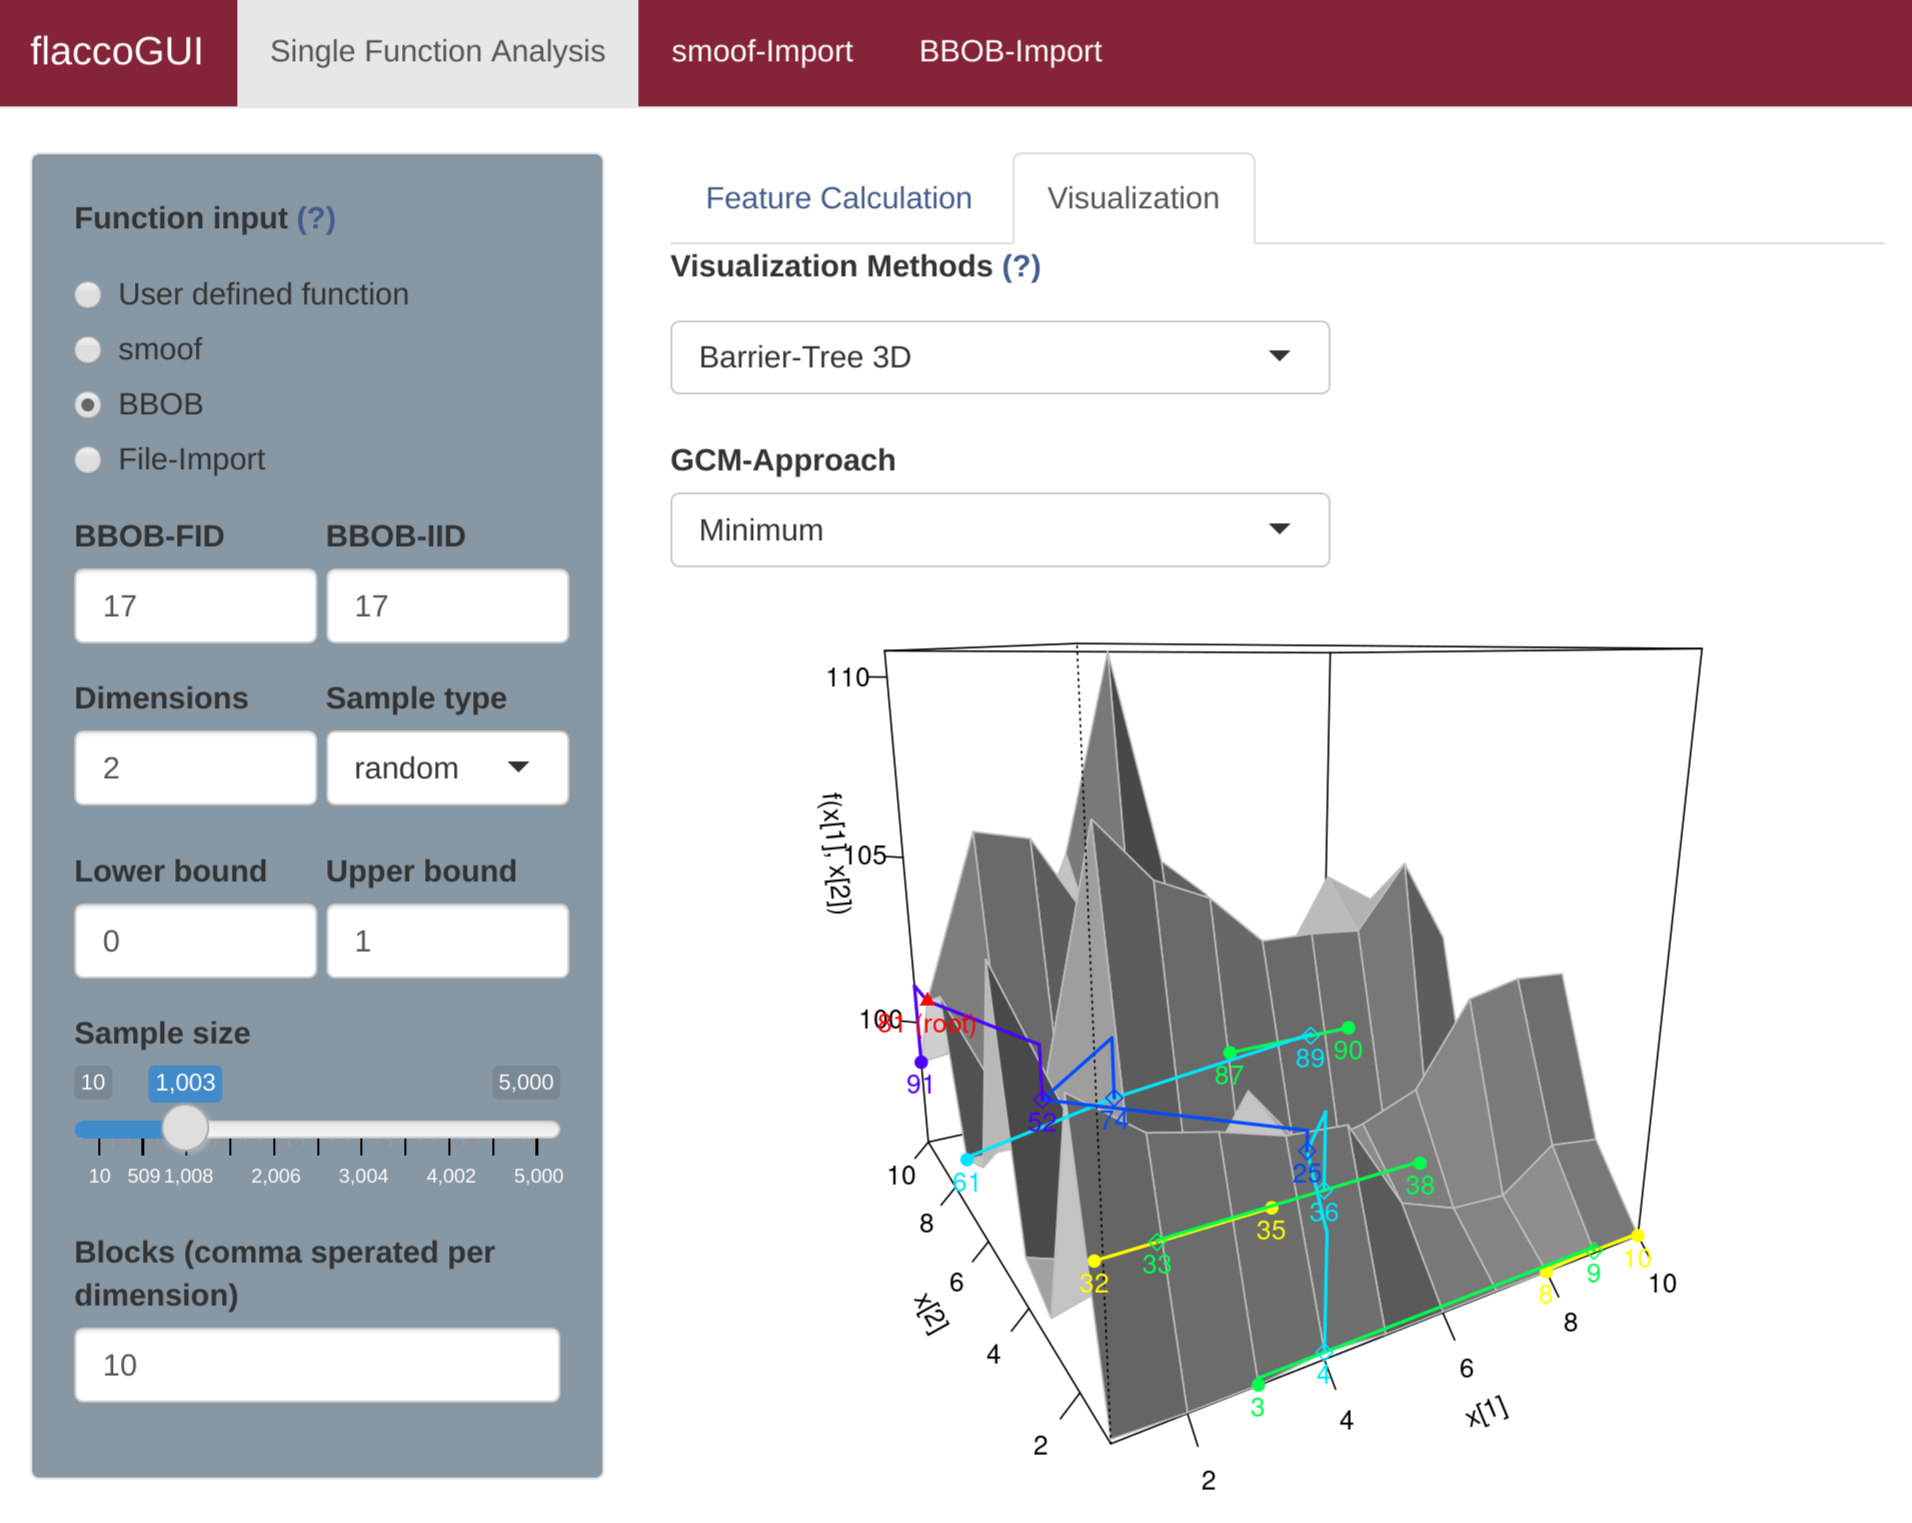 flaccoGUI Single Function Analysis smoof-Import BBOB-Import
Function input (?)
User defined function
smoof
BBOB
File-Import
BBOB-FID BBOB-IID
17 17
Dimensions Sample type
2 random
Lower bound Upper bound
0 1
Sample size
10 1,003 5,000
10 509 1,008 2,006 3,004 4,002 5,000
Blocks (comma sperated per
dimension)
10
Feature Calculation Visualization
Visualization Methods (?)
Barrier-Tree 3D
GCM-Approach
Minimum
110
105
100
f(x[1], x[2])
81 (root)
91
52
74
87
89
90
61
25
38
36
35
33
32
10
9
8
4
3
10
8
6
4
2
x[2]
10
8
6
4
2
x[1]